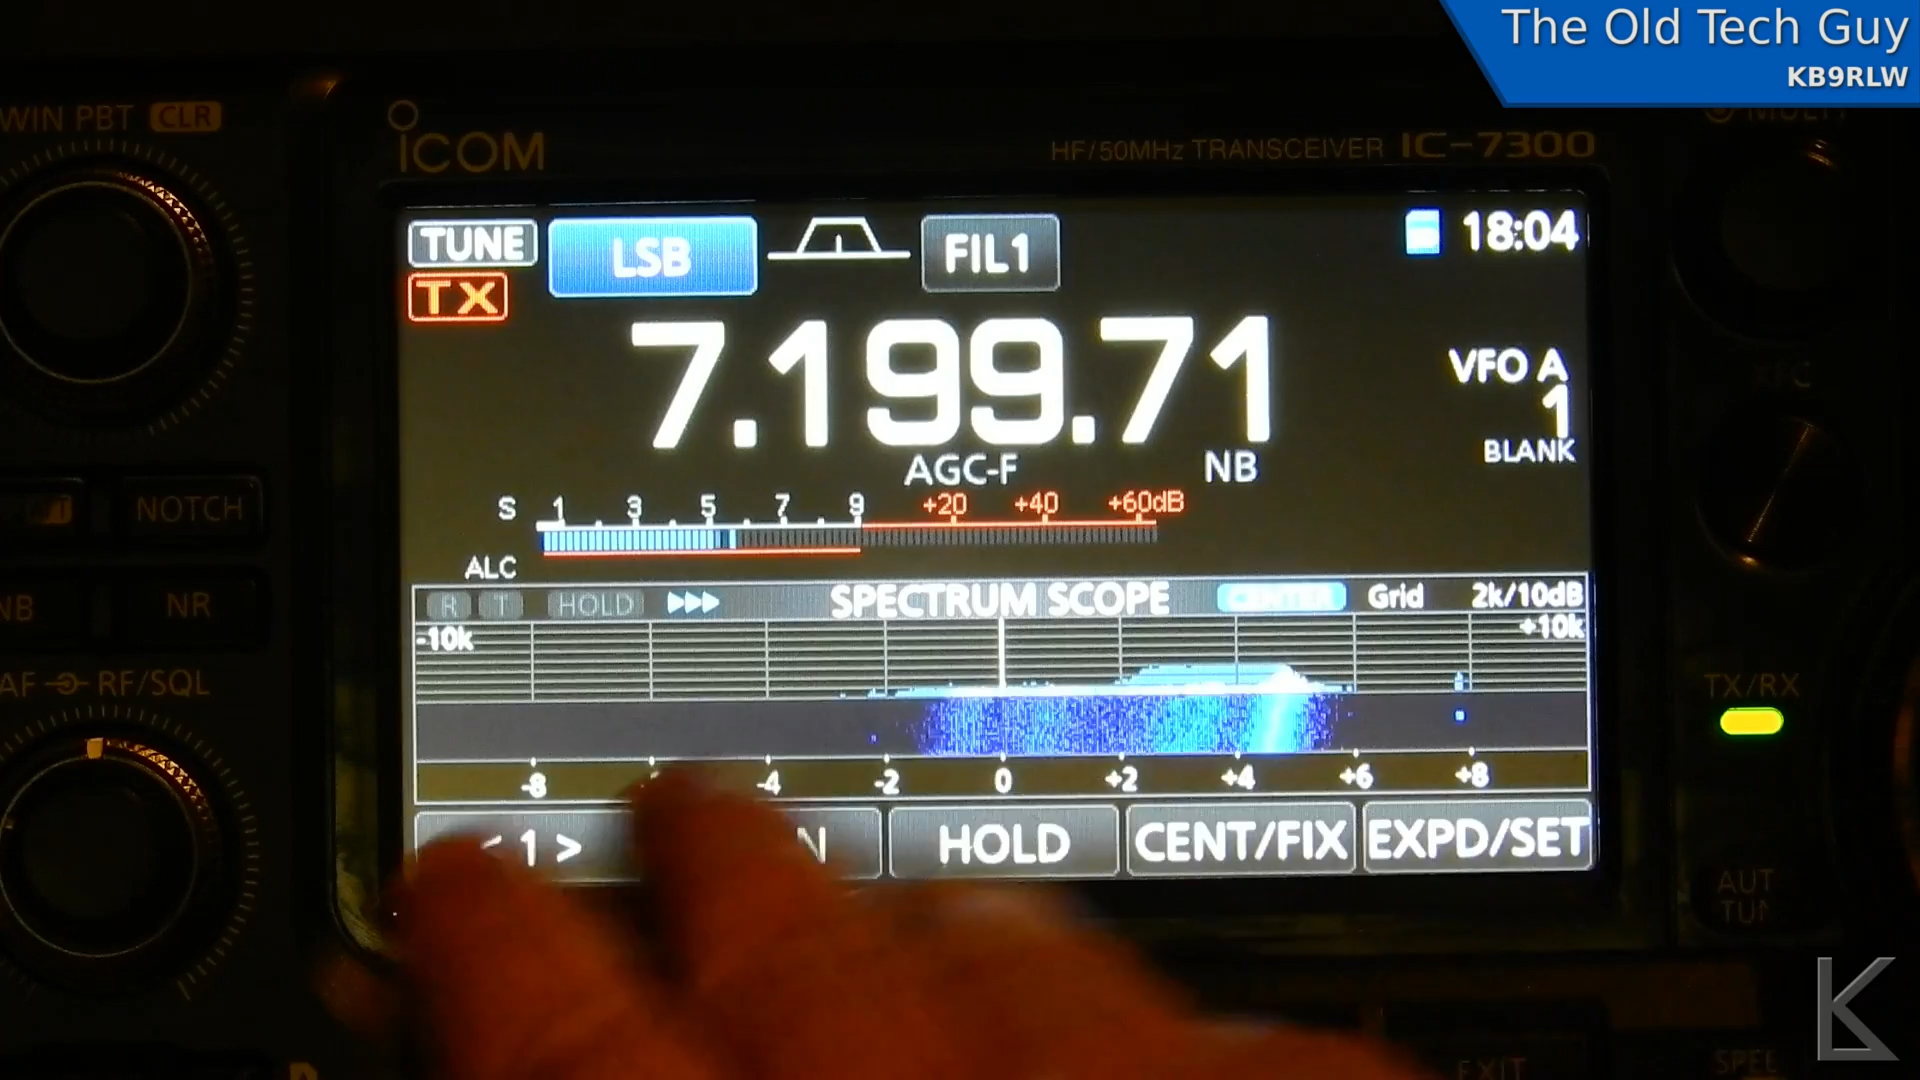 The Old Tech Guy
KB9RLW
WIN PBT CLR
ICOM
HF/50MHz TRANSCEIVER IC-7300
TUNE LSB FIL1 18:04
TX
7.199.71
VFO A
1
BLANK
AGC-F NB
S 1 3 5 7 9 +20 +40 +60dB
ALC
NOTCH
NB NR
R T HOLD SPECTRUM SCOPE CENTER Grid 2k/10dB
-10k +10k
AF RF/SQL
TX/RX
-8 -4 -2 0 +2 +4 +6 +8
< 1 > HOLD CENT/FIX EXPD/SET
EXIT
K